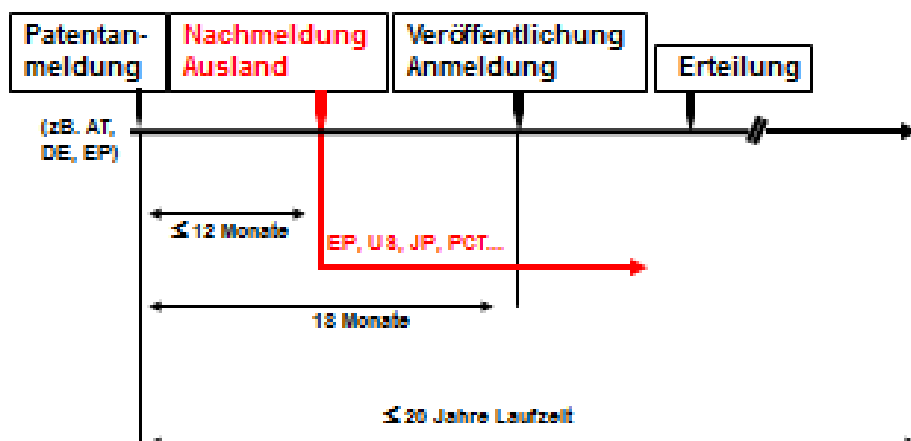 Patentan-
meldung
Nachmeldung
Ausland
Veröffentlichung
Anmeldung
Erteilung
(zB. AT,
DE, EP)
≤ 12 Monate
EP, US, JP, PCT...
18 Monate
≤ 20 Jahre Laufzeit